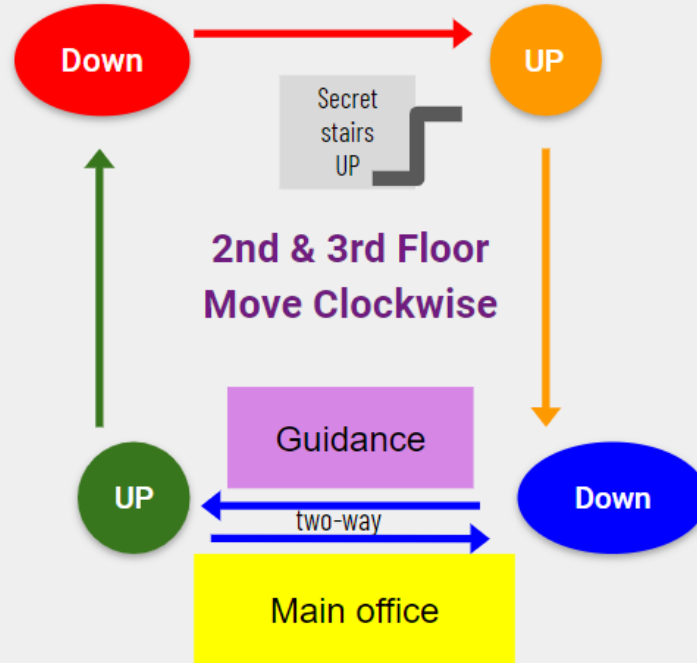 Down
UP
Secret
stairs
UP
2nd & 3rd Floor
Move Clockwise
Guidance
UP
two-way
Down
Main office